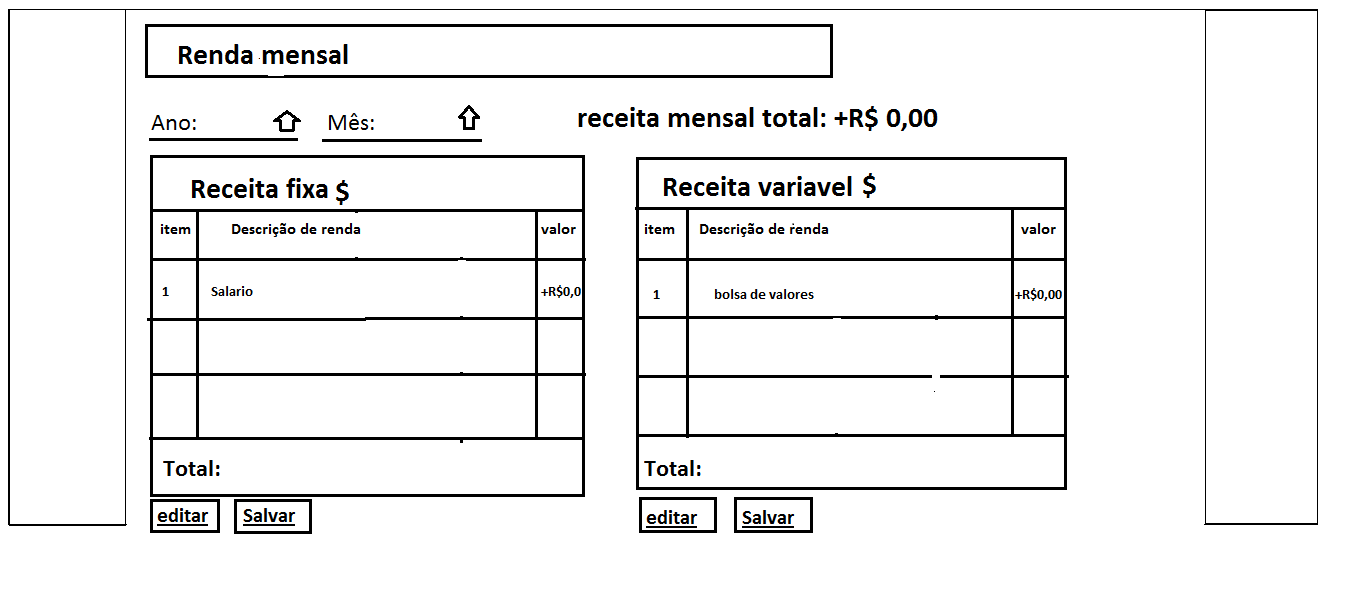 Renda mensal
Ano:
Mês:
receita mensal total: +R$ 0,00
Receita fixa $
item Descrição de renda valor
1 Salario +R$0,0
Total:
editar Salvar
Receita variavel $
item Descrição de renda valor
1 bolsa de valores +R$0,00
Total:
editar Salvar